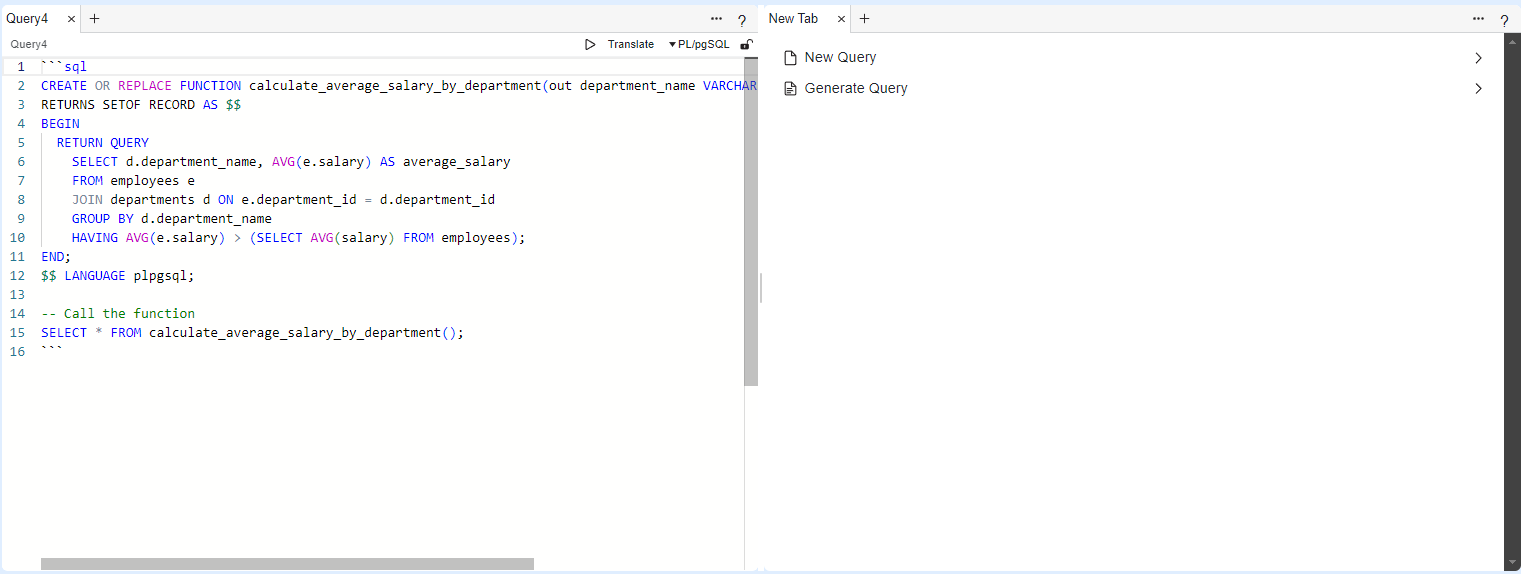 Query4 × + ··· ?
Query4 Translate ▾PL/pgSQL
1 ```sql
2 CREATE OR REPLACE FUNCTION calculate_average_salary_by_department(out department_name VARCHAR
3 RETURNS SETOF RECORD AS $$
4 BEGIN
5 RETURN QUERY
6 SELECT d.department_name, AVG(e.salary) AS average_salary
7 FROM employees e
8 JOIN departments d ON e.department_id = d.department_id
9 GROUP BY d.department_name
10 HAVING AVG(e.salary) > (SELECT AVG(salary) FROM employees);
11 END;
12 $$ LANGUAGE plpgsql;
13
14 -- Call the function
15 SELECT * FROM calculate_average_salary_by_department();
16 ```
New Tab × + ··· ?
New Query
Generate Query